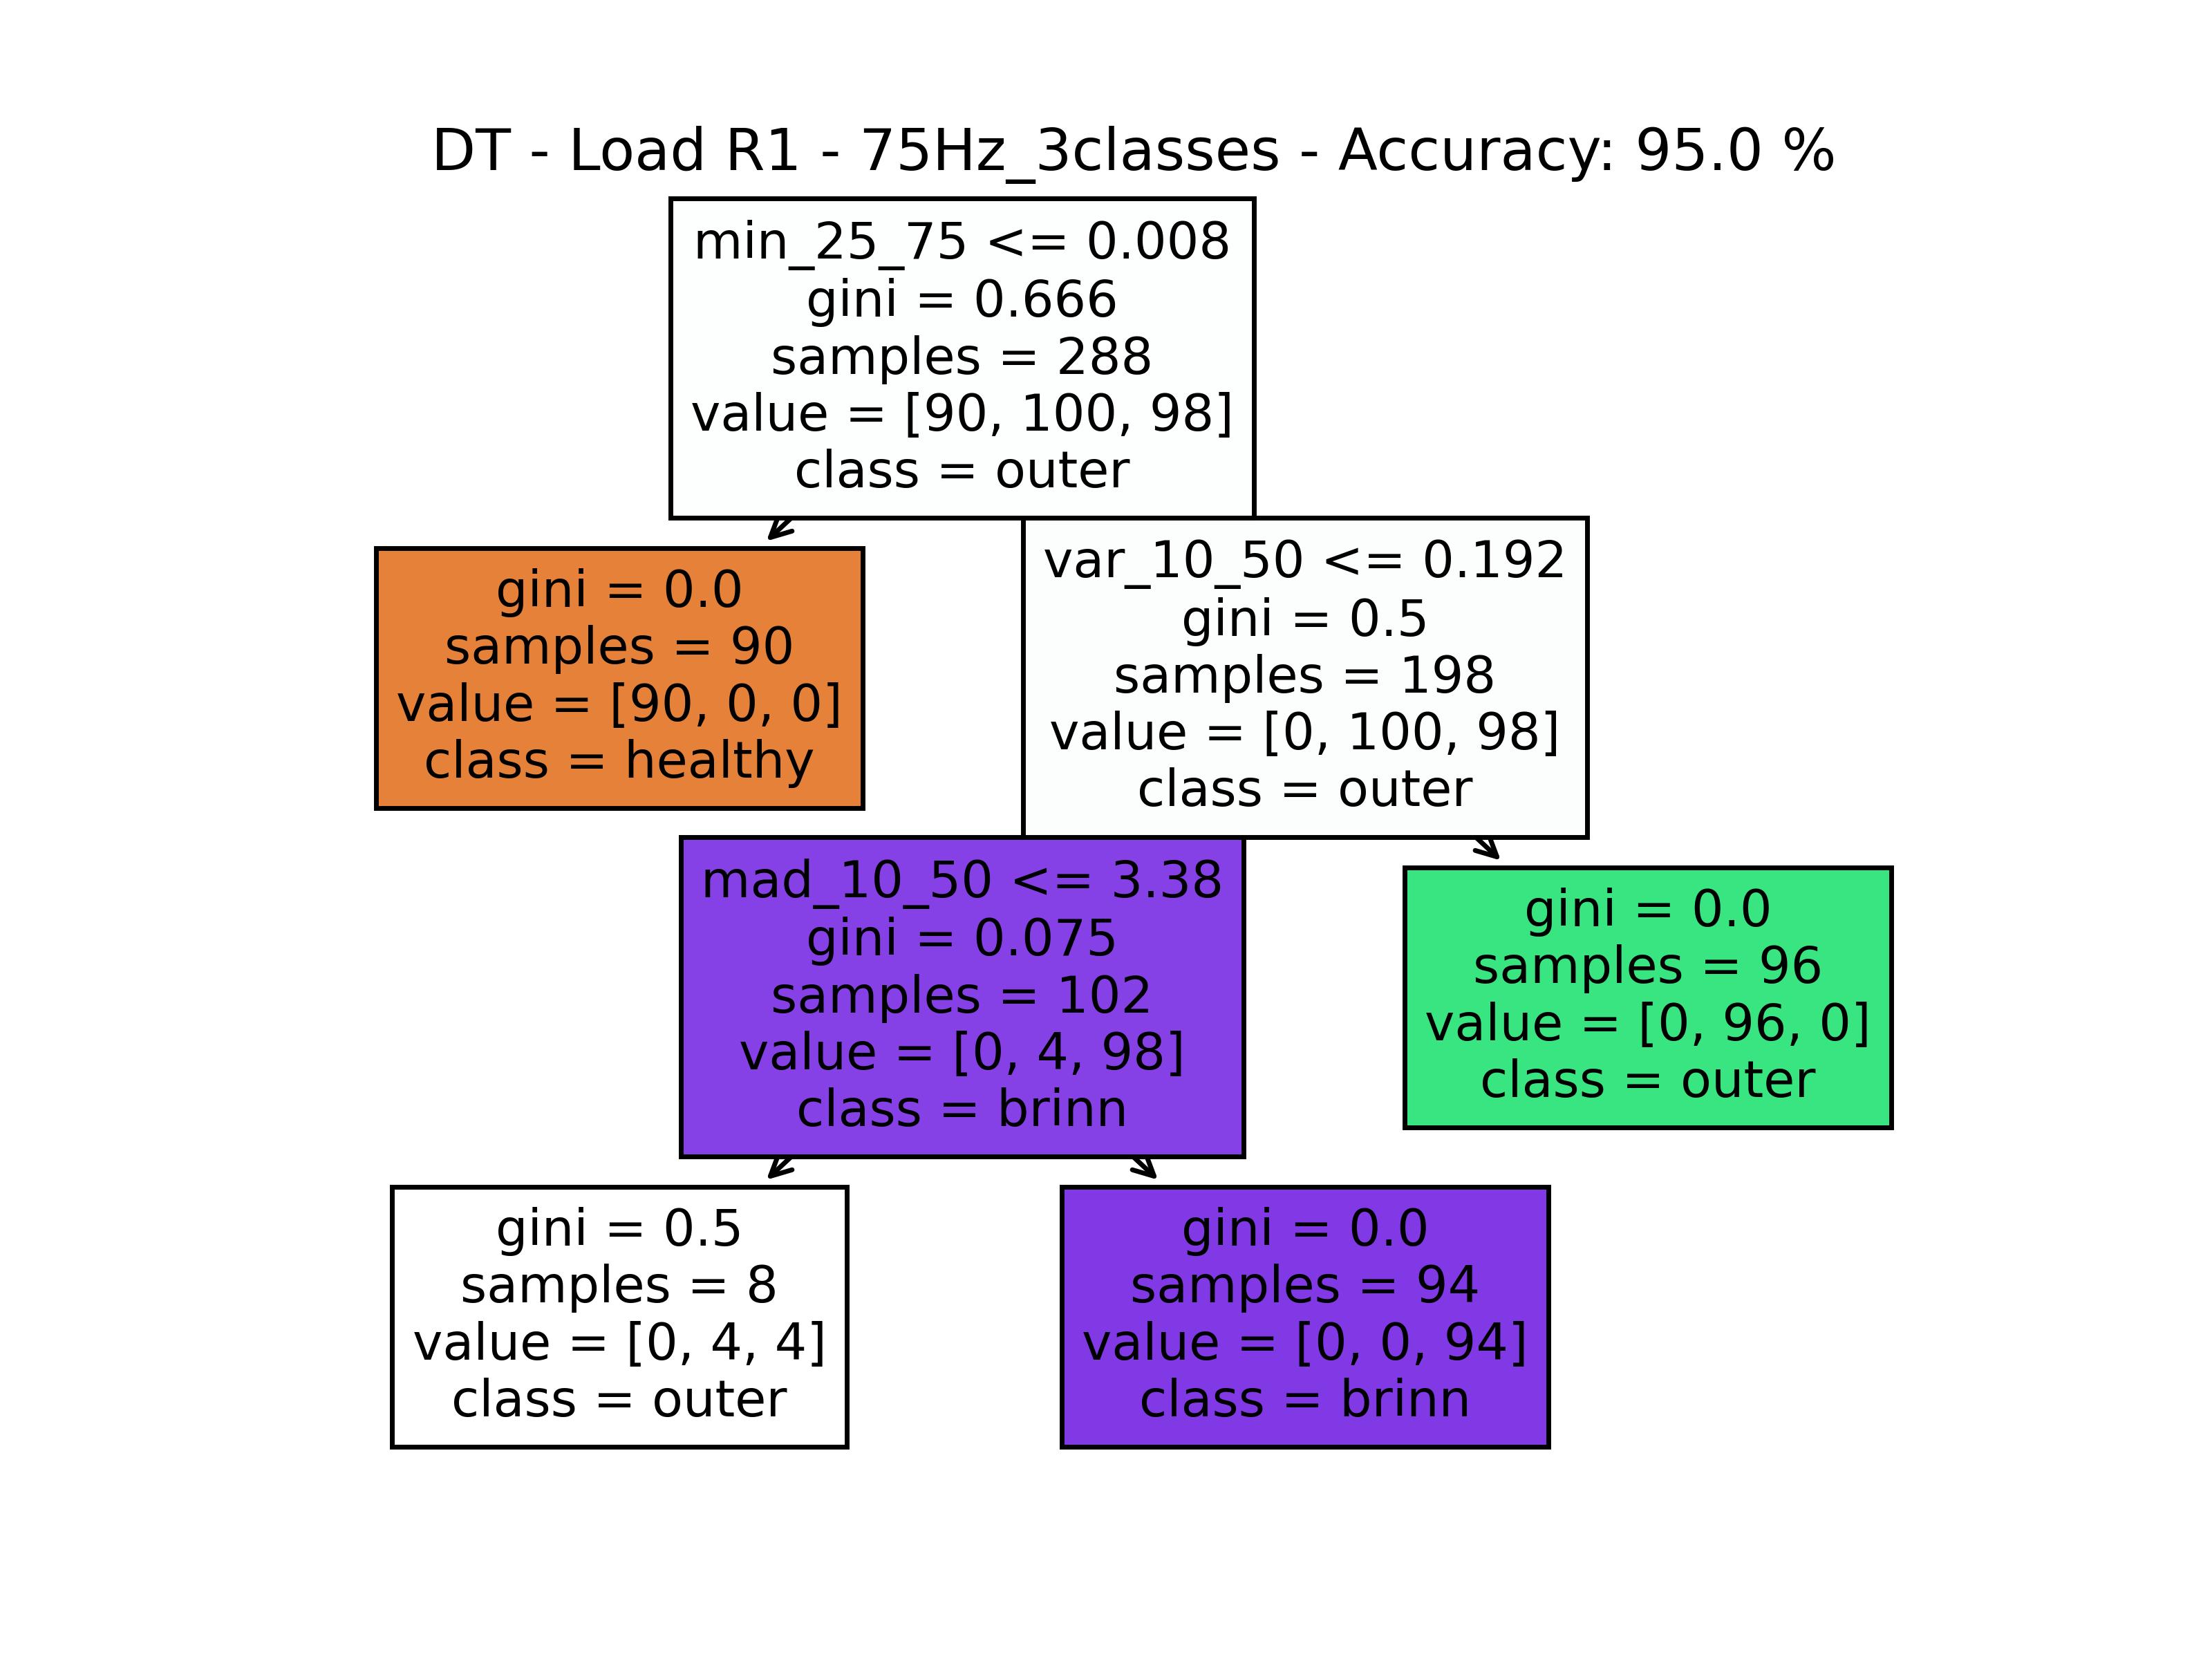 DT - Load R1 - 75Hz_3classes - Accuracy: 95.0 %
min_25_75 <= 0.008
gini = 0.666
samples = 288
value = [90, 100, 98]
class = outer
gini = 0.0
samples = 90
value = [90, 0, 0]
class = healthy
var_10_50 <= 0.192
gini = 0.5
samples = 198
value = [0, 100, 98]
class = outer
mad_10_50 <= 3.38
gini = 0.075
samples = 102
value = [0, 4, 98]
class = brinn
gini = 0.0
samples = 96
value = [0, 96, 0]
class = outer
gini = 0.5
samples = 8
value = [0, 4, 4]
class = outer
gini = 0.0
samples = 94
value = [0, 0, 94]
class = brinn